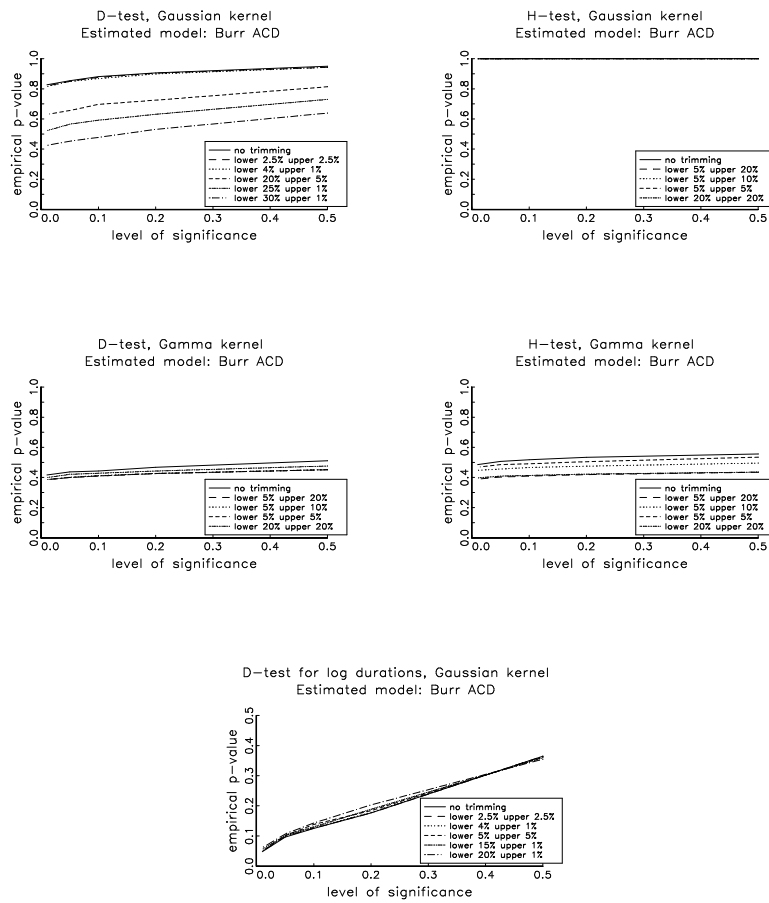 D-test, Gaussian kernel
Estimated model: Burr ACD
empirical p-value
0.0 0.2 0.4 0.6 0.8 1.0
no trimming
lower 2.5% upper 2.5%
lower 4% upper 1%
lower 20% upper 5%
lower 25% upper 1%
lower 30% upper 1%
0.0 0.1 0.2 0.3 0.4 0.5
level of significance
H-test, Gaussian kernel
Estimated model: Burr ACD
empirical p-value
0.0 0.2 0.4 0.6 0.8 1.0
no trimming
lower 5% upper 20%
lower 5% upper 10%
lower 5% upper 5%
lower 20% upper 20%
0.0 0.1 0.2 0.3 0.4 0.5
level of significance
D-test, Gamma kernel
Estimated model: Burr ACD
empirical p-value
0.0 0.2 0.4 0.6 0.8 1.0
no trimming
lower 5% upper 20%
lower 5% upper 10%
lower 5% upper 5%
lower 20% upper 20%
0.0 0.1 0.2 0.3 0.4 0.5
level of significance
H-test, Gamma kernel
Estimated model: Burr ACD
empirical p-value
0.0 0.2 0.4 0.6 0.8 1.0
no trimming
lower 5% upper 20%
lower 5% upper 10%
lower 5% upper 5%
lower 20% upper 20%
0.0 0.1 0.2 0.3 0.4 0.5
level of significance
D-test for log durations, Gaussian kernel
Estimated model: Burr ACD
empirical p-value
0.0 0.1 0.2 0.3 0.4 0.5
no trimming
lower 2.5% upper 2.5%
lower 4% upper 1%
lower 5% upper 5%
lower 15% upper 1%
lower 20% upper 1%
0.0 0.1 0.2 0.3 0.4 0.5
level of significance